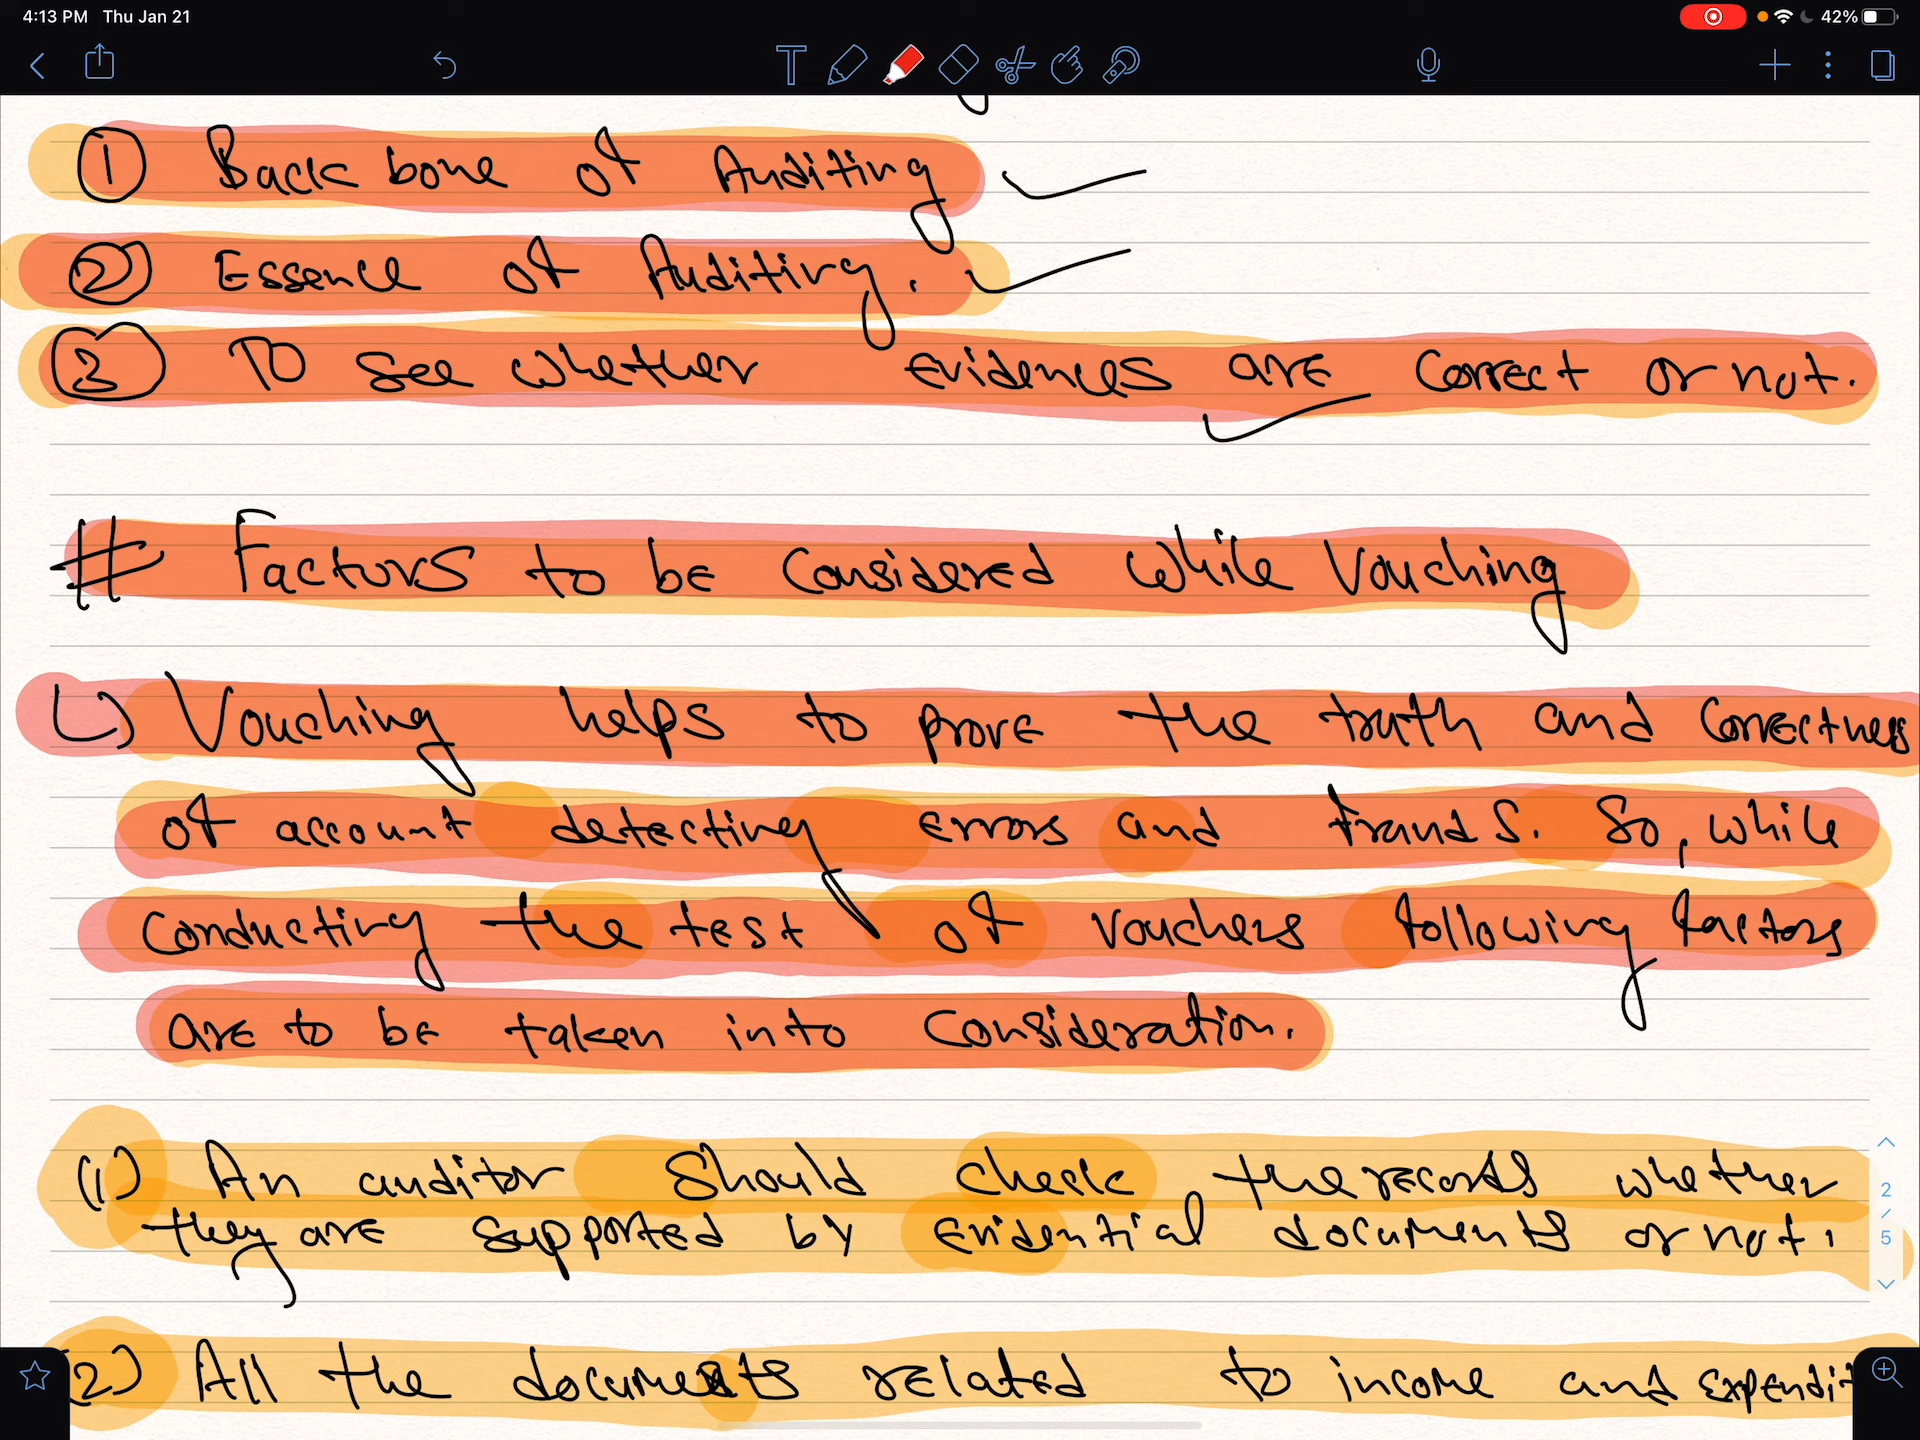 4:13 PM Thu Jan 21
42%
① Back bone of Auditing
② Essence of Auditing.
③ To see whether evidences are correct or not.
# Factors to be Considered while Vouching
Vouching helps to prove the truth and correctness
of account detecting errors and frauds. So, while
conducting the test of vouchers following factors
are to be taken into consideration.
(1) An auditor should check the records whether
they are supported by evidential documents or not.
2
/
5
2) All the documents related to income and expendit